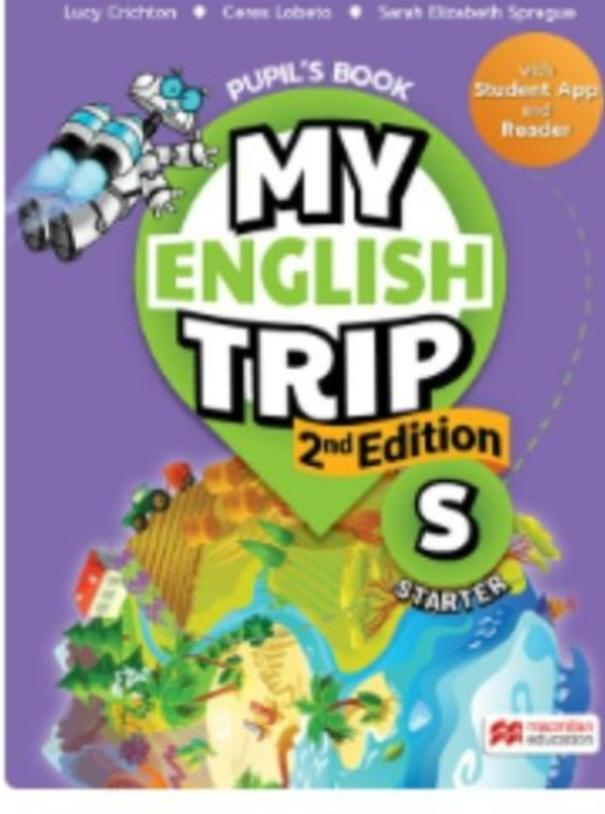 Lucy Crichton • Ceres Lobato • Sarah Elizabeth Sprague
PUPIL'S BOOK
with
Student App
and
Reader
MY
ENGLISH
TRIP
2nd Edition
S
STARTER
macmillan
education